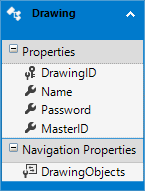 Drawing
Properties
DrawingID
Name
Password
MasterID
Navigation Properties
DrawingObjects